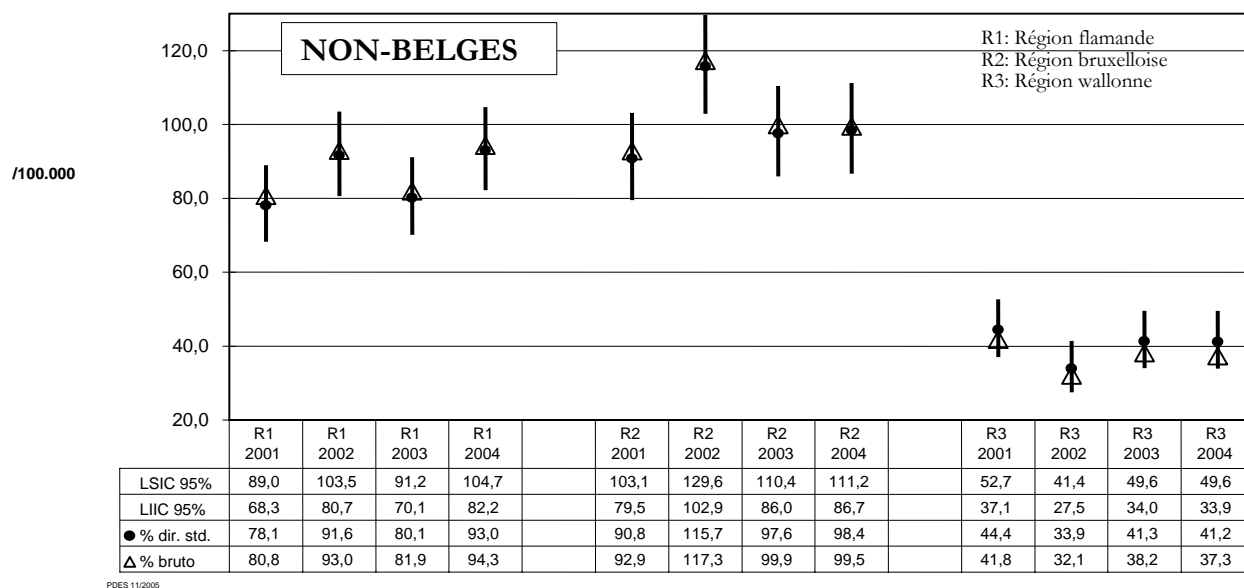 NON-BELGES
R1: Région flamande
R2: Région bruxelloise
R3: Région wallonne
/100.000
120,0
100,0
80,0
60,0
40,0
20,0
R1 R1 R1 R1 R2 R2 R2 R2 R3 R3 R3 R3
2001 2002 2003 2004 2001 2002 2003 2004 2001 2002 2003 2004
LSIC 95% 89,0 103,5 91,2 104,7 103,1 129,6 110,4 111,2 52,7 41,4 49,6 49,6
LIIC 95% 68,3 80,7 70,1 82,2 79,5 102,9 86,0 86,7 37,1 27,5 34,0 33,9
% dir. std. 78,1 91,6 80,1 93,0 90,8 115,7 97,6 98,4 44,4 33,9 41,3 41,2
% bruto 80,8 93,0 81,9 94,3 92,9 117,3 99,9 99,5 41,8 32,1 38,2 37,3
PDES 11/2005